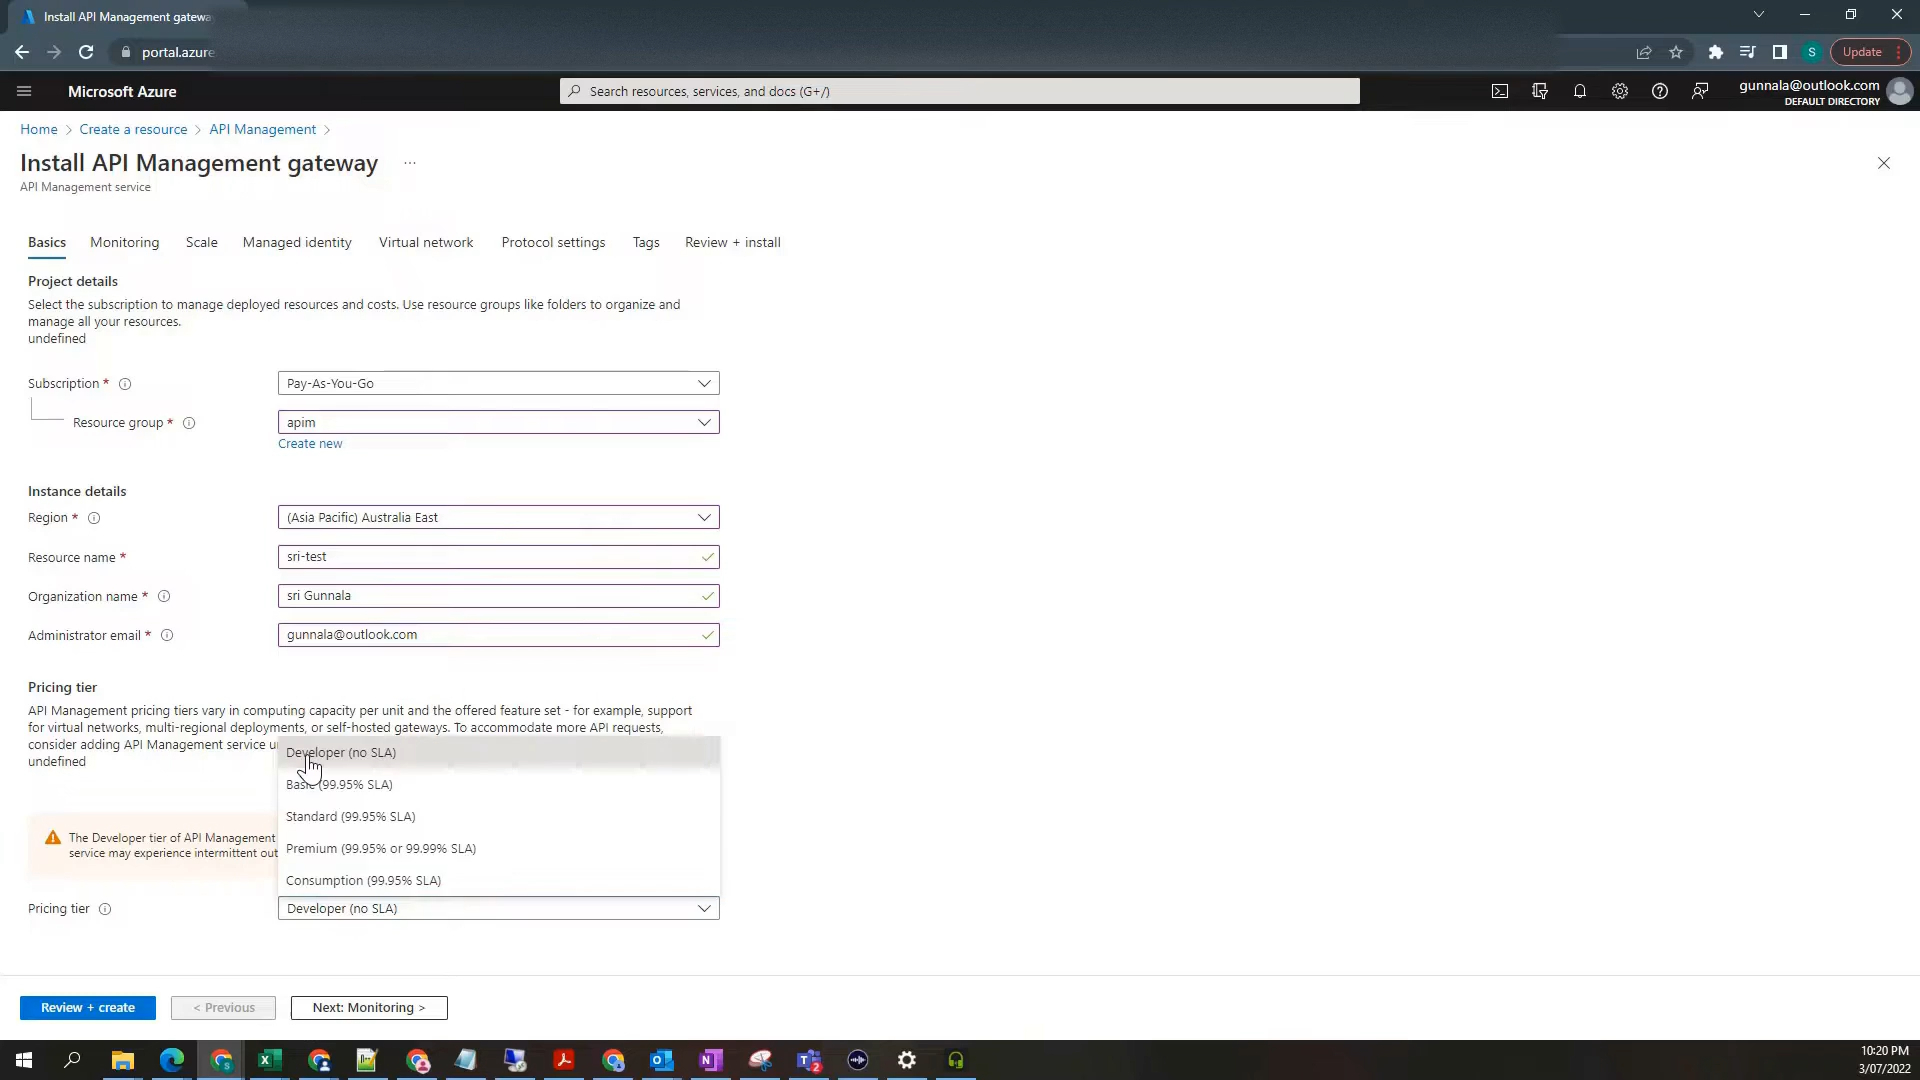 Install API Management gatewa
portal.azure
S
Update
Microsoft Azure
Search resources, services, and docs (G+/)
gunnala@outlook.com
DEFAULT DIRECTORY
Home > Create a resource > API Management >
Install API Management gateway ...
API Management service
Basics Monitoring Scale Managed identity Virtual network Protocol settings Tags Review + install
Project details
Select the subscription to manage deployed resources and costs. Use resource groups like folders to organize and
manage all your resources.
undefined
Subscription *
Pay-As-You-Go
Resource group *
apim
Create new
Instance details
Region *
(Asia Pacific) Australia East
Resource name *
sri-test
Organization name *
sri Gunnala
Administrator email *
gunnala@outlook.com
Pricing tier
API Management pricing tiers vary in computing capacity per unit and the offered feature set - for example, support
for virtual networks, multi-regional deployments, or self-hosted gateways. To accommodate more API requests,
consider adding API Management service u
undefined
Developer (no SLA)
Basic (99.95% SLA)
Standard (99.95% SLA)
Premium (99.95% or 99.99% SLA)
Consumption (99.95% SLA)
The Developer tier of API Management
service may experience intermittent out
Pricing tier
Developer (no SLA)
Review + create
< Previous
Next: Monitoring >
10:20 PM
3/07/2022